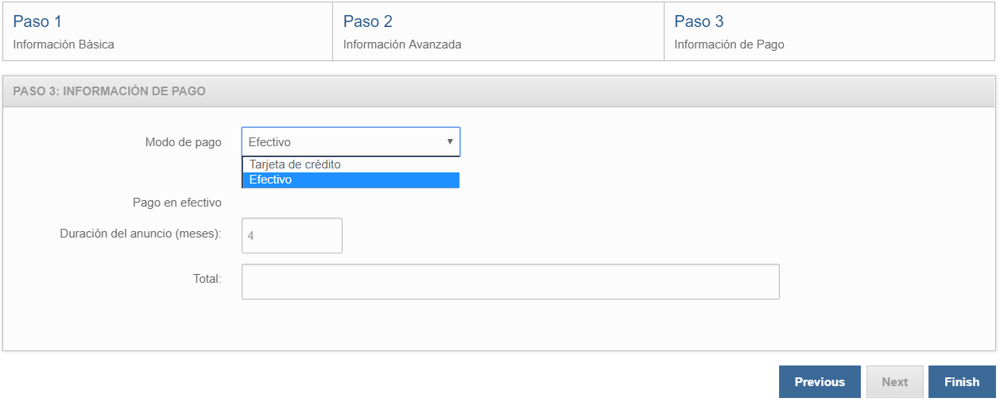 Paso 1
Información Básica
Paso 2
Información Avanzada
Paso 3
Información de Pago
PASO 3: INFORMACIÓN DE PAGO
Modo de pago
Efectivo
Tarjeta de crédito
Efectivo
Pago en efectivo
Duración del anuncio (meses):
4
Total:
Previous
Next
Finish